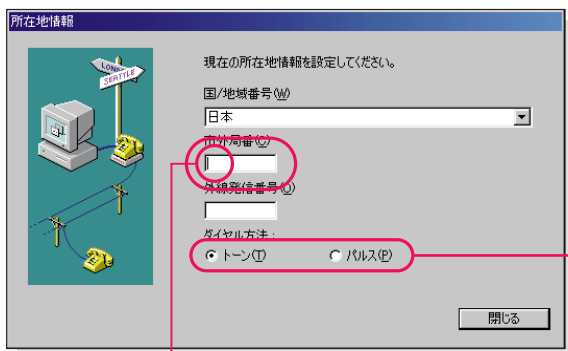 所在地情報
LONDON
SEATTLE
現在の所在地情報を設定してください。
国/地域番号(W)
日本
市外局番(C)
外線発信番号(O)
ダイヤル方法:
トーン(T)
パルス(P)
閉じる